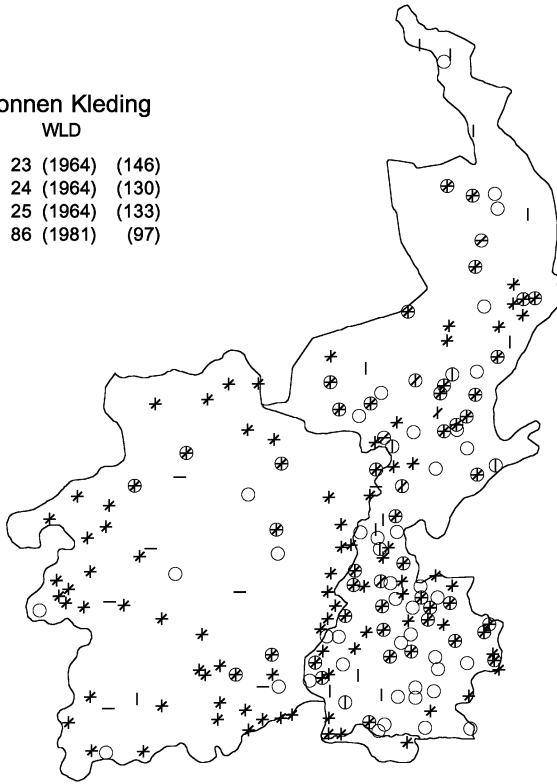 onnen Kleding
WLD
23 (1964) (146)
24 (1964) (130)
25 (1964) (133)
86 (1981) (97)